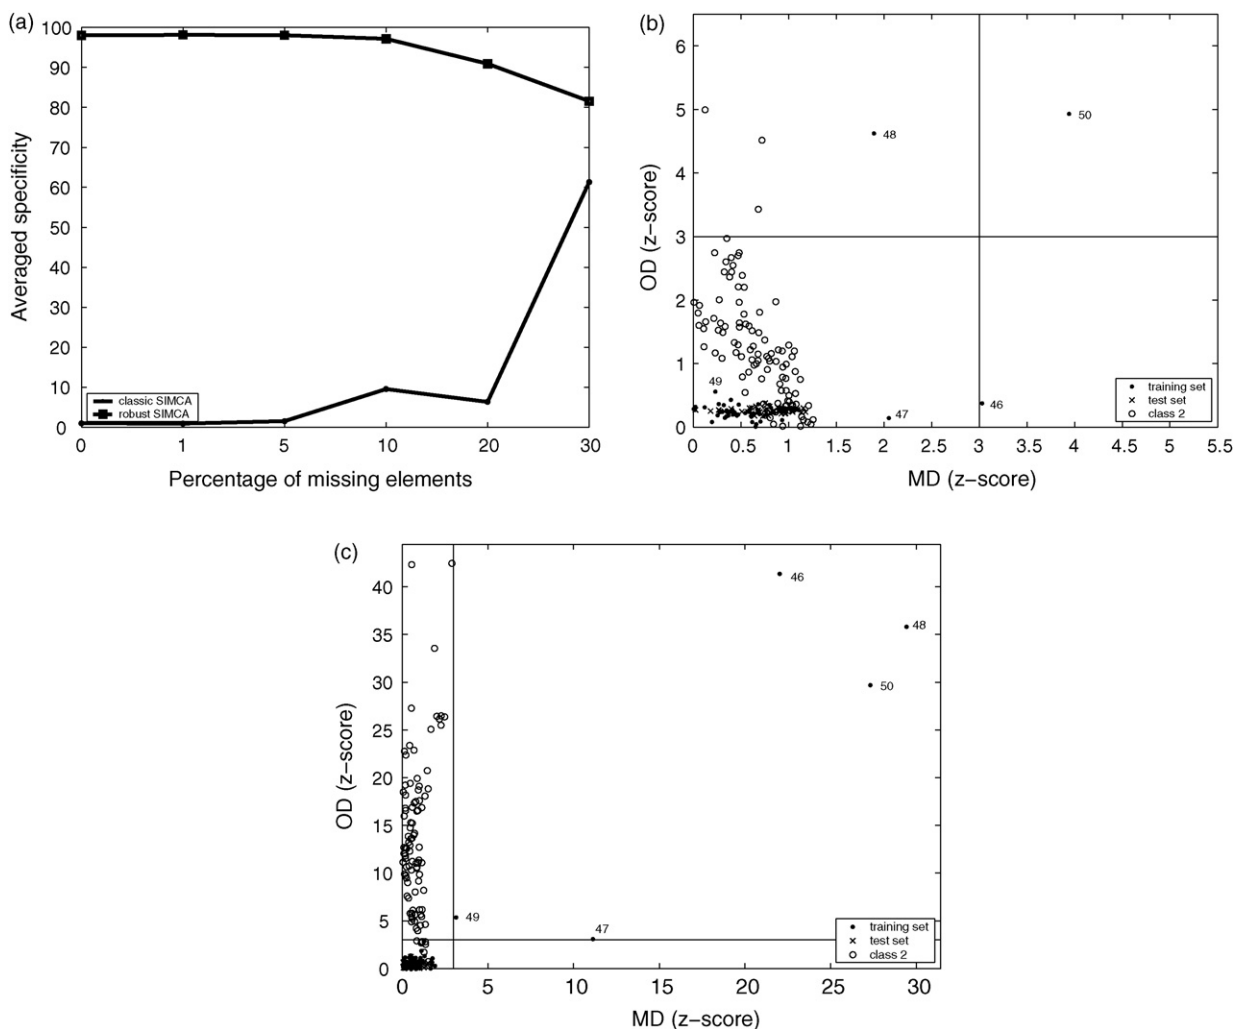 (a)
100
90
80
70
60
50
40
30
20
10
0
Averaged specificity
classic SIMCA
robust SIMCA
0 1 5 10 20 30
Percentage of missing elements
(b)
6
5
4
3
2
1
0
OD (z−score)
48
50
49
47
46
training set
test set
class 2
0 0.5 1 1.5 2 2.5 3 3.5 4 4.5 5 5.5
MD (z−score)
(c)
40
35
30
25
20
15
10
5
0
OD (z−score)
46
48
50
49
47
training set
test set
class 2
0 5 10 15 20 25 30
MD (z−score)